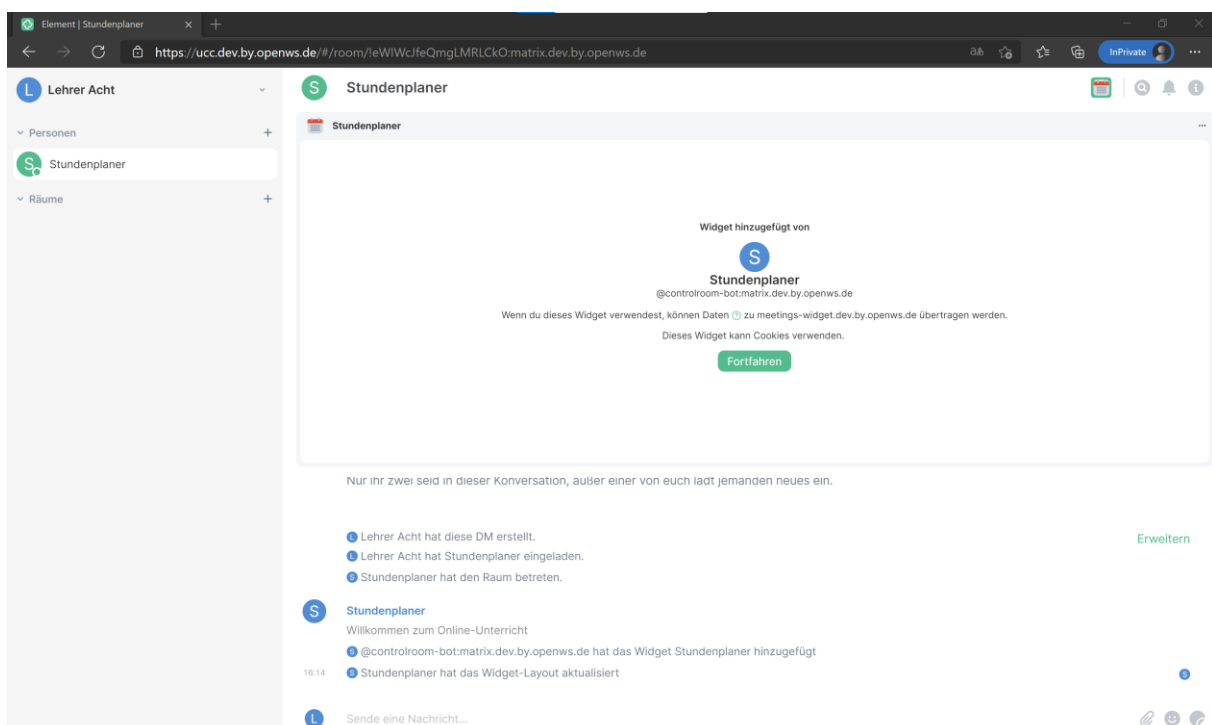 Element | Stundenplaner
https://ucc.dev.by.openws.de/#/room/!eWIWcJfeQmgLMRLCkO:matrix.dev.by.openws.de
InPrivate
L Lehrer Acht
S Stundenplaner
Stundenplaner
Personen
S Stundenplaner
Räume
Widget hinzugefügt von
S
Stundenplaner
@controlroom-bot:matrix.dev.by.openws.de
Wenn du dieses Widget verwendest, können Daten zu meetings-widget.dev.by.openws.de übertragen werden.
Dieses Widget kann Cookies verwenden.
Fortfahren
Nur ihr zwei seid in dieser Konversation, außer einer von euch lädt jemanden neues ein.
L Lehrer Acht hat diese DM erstellt.
Erweitern
L Lehrer Acht hat Stundenplaner eingeladen.
S Stundenplaner hat den Raum betreten.
S Stundenplaner
Willkommen zum Online-Unterricht
S @controlroom-bot:matrix.dev.by.openws.de hat das Widget Stundenplaner hinzugefügt
16:14 S Stundenplaner hat das Widget-Layout aktualisiert S
L Sende eine Nachricht...